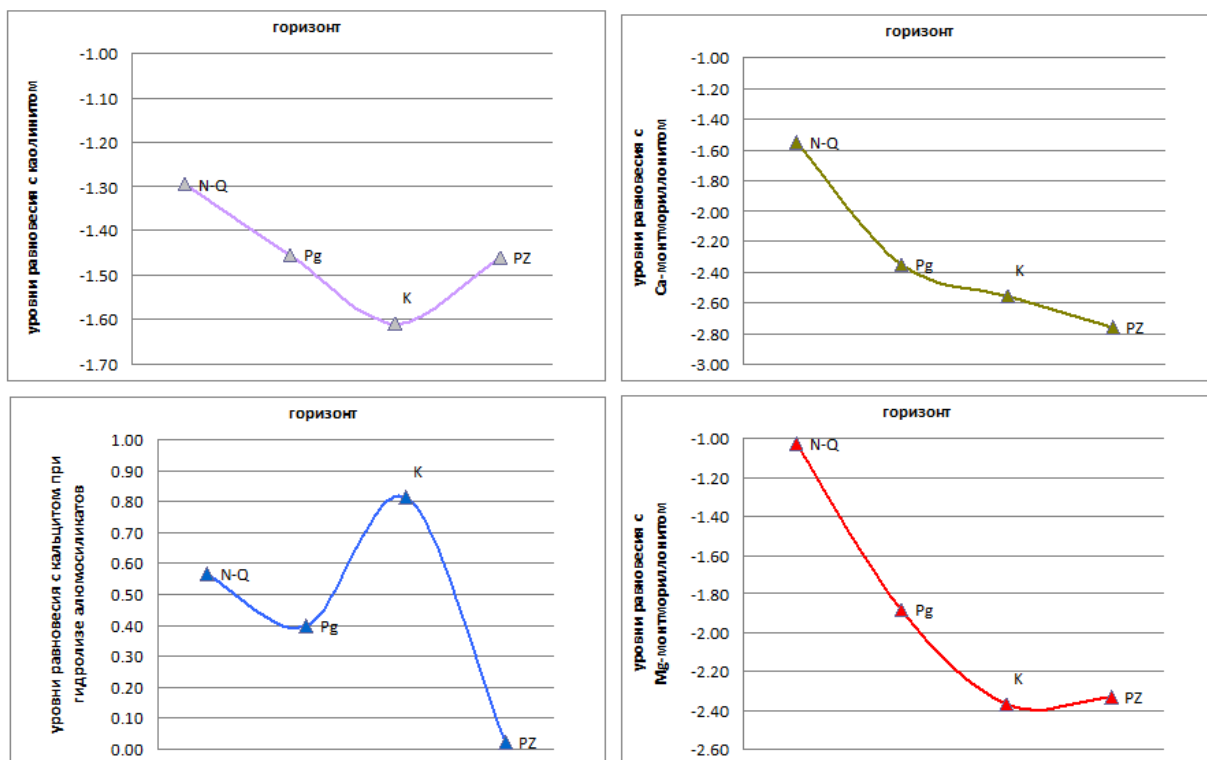 горизонт
уровни равновесия с каолинитом
-1.00
-1.10
-1.20
-1.30
-1.40
-1.50
-1.60
-1.70
N-Q
Pg
K
PZ
горизонт
уровни равновесия с
Ca-монтмориллонитом
-1.00
-1.20
-1.40
-1.60
-1.80
-2.00
-2.20
-2.40
-2.60
-2.80
-3.00
N-Q
Pg
K
PZ
горизонт
уровни равновесия с кальцитом при
гидролизе алюмосиликатов
1.00
0.90
0.80
0.70
0.60
0.50
0.40
0.30
0.20
0.10
0.00
N-Q
Pg
K
PZ
горизонт
уровни равновесия с
Mg-монтмориллонитом
-1.00
-1.20
-1.40
-1.60
-1.80
-2.00
-2.20
-2.40
-2.60
N-Q
Pg
K
PZ